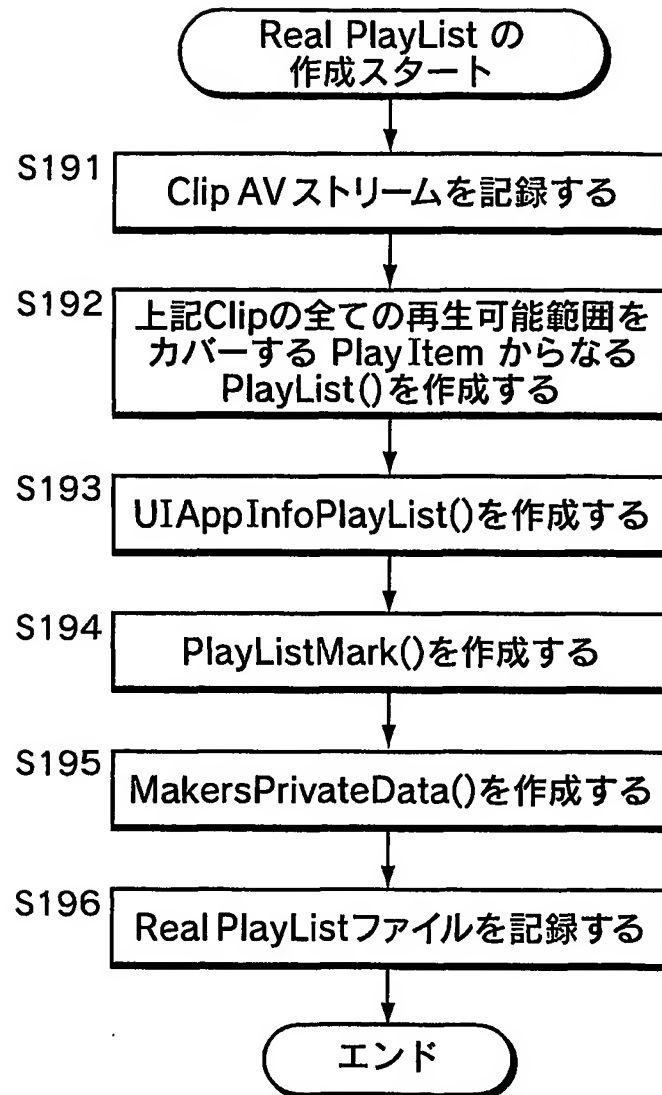 Real PlayList の
作成スタート
S191
Clip AVストリームを記録する
S192
上記Clipの全ての再生可能範囲を
カバーする PlayItem からなる
PlayList()を作成する
S193
UIAppInfoPlayList()を作成する
S194
PlayListMark()を作成する
S195
MakersPrivateData()を作成する
S196
Real PlayListファイルを記録する
エンド